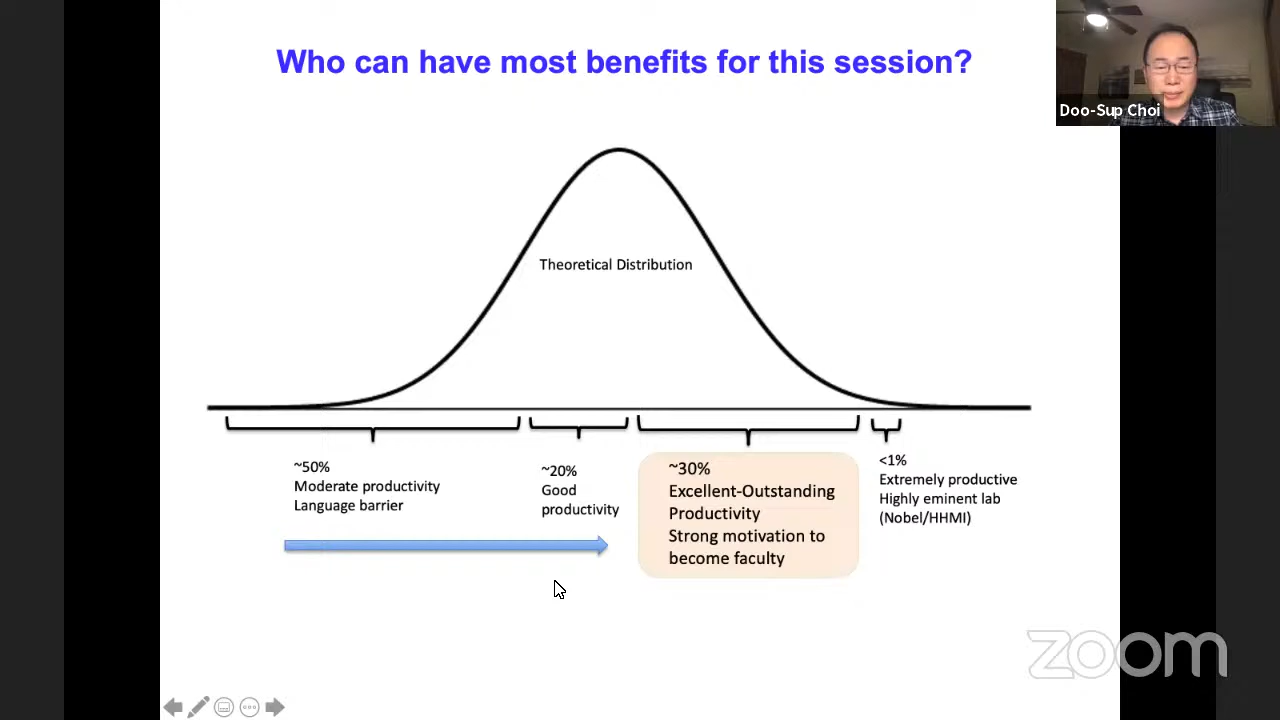 Who can have most benefits for this session?
Doo-Sup Choi
Theoretical Distribution
~50%
Moderate productivity
Language barrier
~20%
Good
productivity
~30%
Excellent-Outstanding
Productivity
Strong motivation to
become faculty
<1%
Extremely productive
Highly eminent lab
(Nobel/HHMI)
zoom